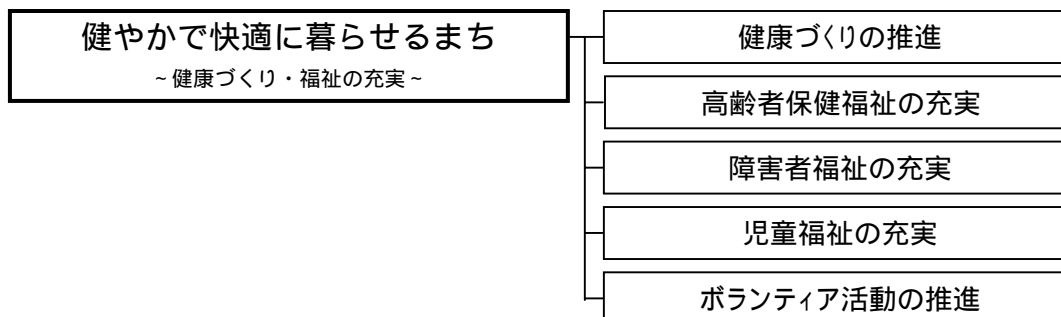 健やかで快適に暮らせるまち
~健康づくり・福祉の充実~
健康づくりの推進
高齢者保健福祉の充実
障害者福祉の充実
児童福祉の充実
ボランティア活動の推進